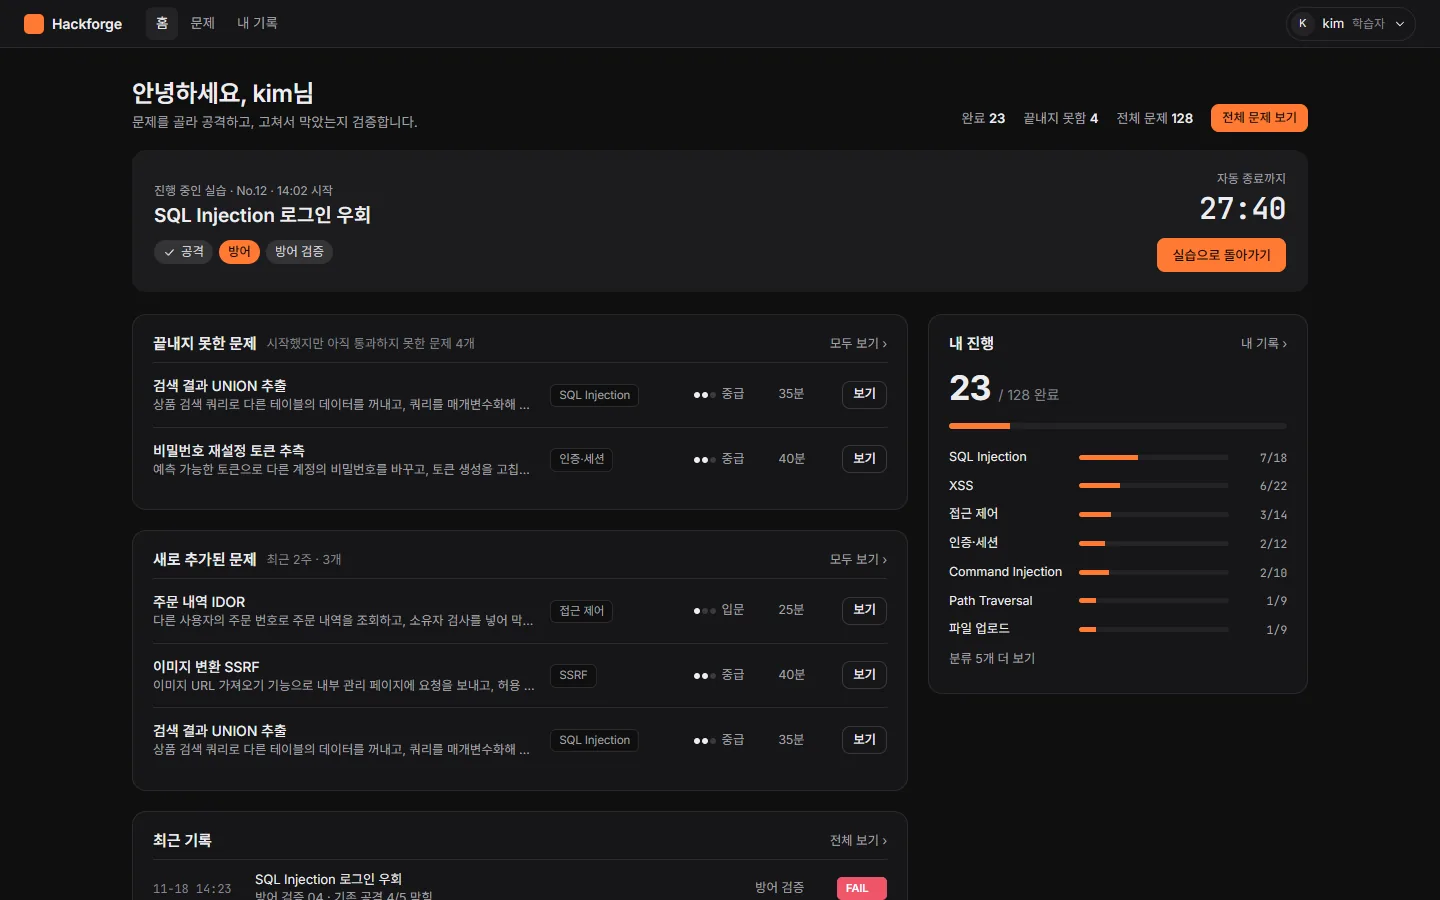 Hackforge 홈 문제 내 기록 K kim 학습자
안녕하세요, kim님
문제를 골라 공격하고, 고쳐서 막았는지 검증합니다.
완료 23 끝내지 못함 4 전체 문제 128 전체 문제 보기
진행 중인 실습 · No.12 · 14:02 시작
SQL Injection 로그인 우회
공격 방어 방어 검증
자동 종료까지
27:40
실습으로 돌아가기
끝내지 못한 문제 시작했지만 아직 통과하지 못한 문제 4개 모두 보기 ›
검색 결과 UNION 추출
상품 검색 쿼리로 다른 테이블의 데이터를 꺼내고, 쿼리를 매개변수화해 ...
SQL Injection 중급 35분 보기
비밀번호 재설정 토큰 추측
예측 가능한 토큰으로 다른 계정의 비밀번호를 바꾸고, 토큰 생성을 고칩...
인증·세션 중급 40분 보기
새로 추가된 문제 최근 2주 · 3개 모두 보기 ›
주문 내역 IDOR
다른 사용자의 주문 번호로 주문 내역을 조회하고, 소유자 검사를 넣어 막...
접근 제어 입문 25분 보기
이미지 변환 SSRF
이미지 URL 가져오기 기능으로 내부 관리 페이지에 요청을 보내고, 허용 ...
SSRF 중급 40분 보기
검색 결과 UNION 추출
상품 검색 쿼리로 다른 테이블의 데이터를 꺼내고, 쿼리를 매개변수화해 ...
SQL Injection 중급 35분 보기
최근 기록 전체 보기 ›
11-18 14:23 SQL Injection 로그인 우회
방어 검증 04 · 기존 공격 4/5 막힘
방어 검증 FAIL
내 진행 내 기록 ›
23 / 128 완료
SQL Injection 7/18
XSS 6/22
접근 제어 3/14
인증·세션 2/12
Command Injection 2/10
Path Traversal 1/9
파일 업로드 1/9
분류 5개 더 보기